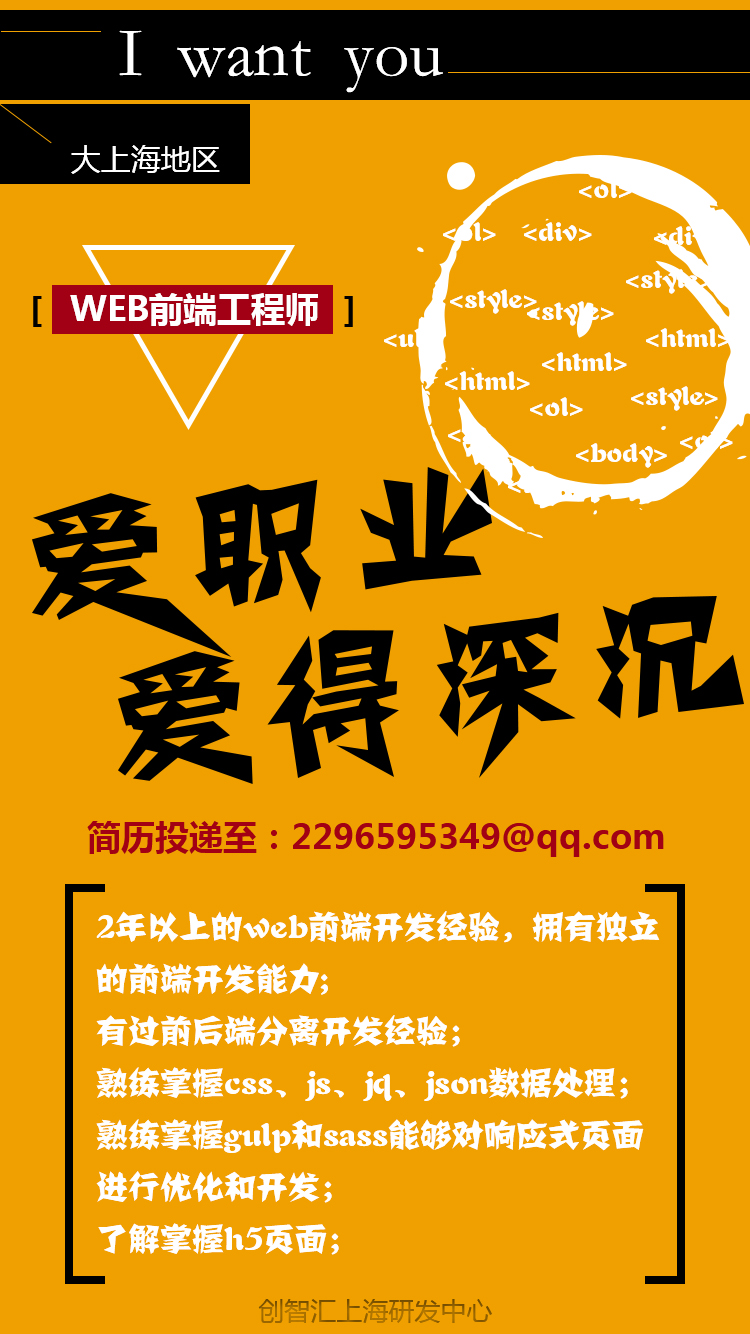 I want you
大上海地区
<ol>
<ol> <div>
<style>
<style>
<style>
<html>
<html>
<html>
<style>
<ol>
<body>
[ WEB前端工程师 ]
爱职业
爱得深沉
简历投递至：2296595349@qq.com
2年以上的web前端开发经验，拥有独立
的前端开发能力;
有过前后端分离开发经验；
熟练掌握css、js、jq、json数据处理；
熟练掌握gulp和sass能够对响应式页面
进行优化和开发；
了解掌握h5页面；
创智汇上海研发中心